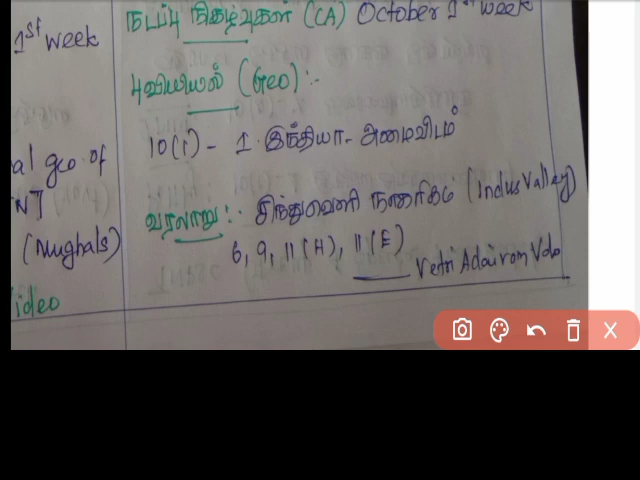 1st week
நடப்பு நிகழ்வுகள் (CA) October 1st week
புவியியல் (Geo) :-
10(1) - 1. இந்தியா - அமைவிடம்
al geo of
வரலாறு :- சிந்துவெளி நாகரிகம் (Indus Valley)
(Mughals)
6, 9, 11(H), 11(E)
Vetri Adaivom Vdo
ideo